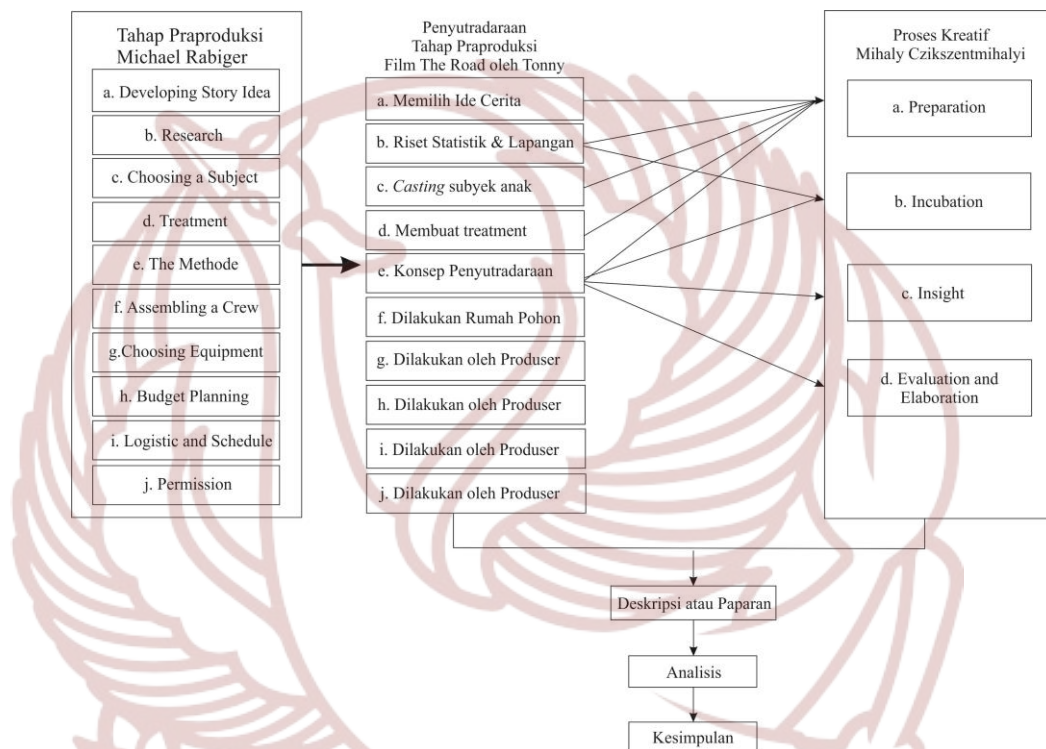 Tahap Praproduksi
Michael Rabiger
a. Developing Story Idea
b. Research
c. Choosing a Subject
d. Treatment
e. The Methode
f. Assembling a Crew
g.Choosing Equipment
h. Budget Planning
i. Logistic and Schedule
j. Permission
Penyutradaraan
Tahap Praproduksi
Film The Road oleh Tonny
a. Memilih Ide Cerita
b. Riset Statistik & Lapangan
c. Casting subyek anak
d. Membuat treatment
e. Konsep Penyutradaraan
f. Dilakukan Rumah Pohon
g. Dilakukan oleh Produser
h. Dilakukan oleh Produser
i. Dilakukan oleh Produser
j. Dilakukan oleh Produser
Proses Kreatif
Mihaly Czikszentmihalyi
a. Preparation
b. Incubation
c. Insight
d. Evaluation and
Elaboration
Deskripsi atau Paparan
Analisis
Kesimpulan